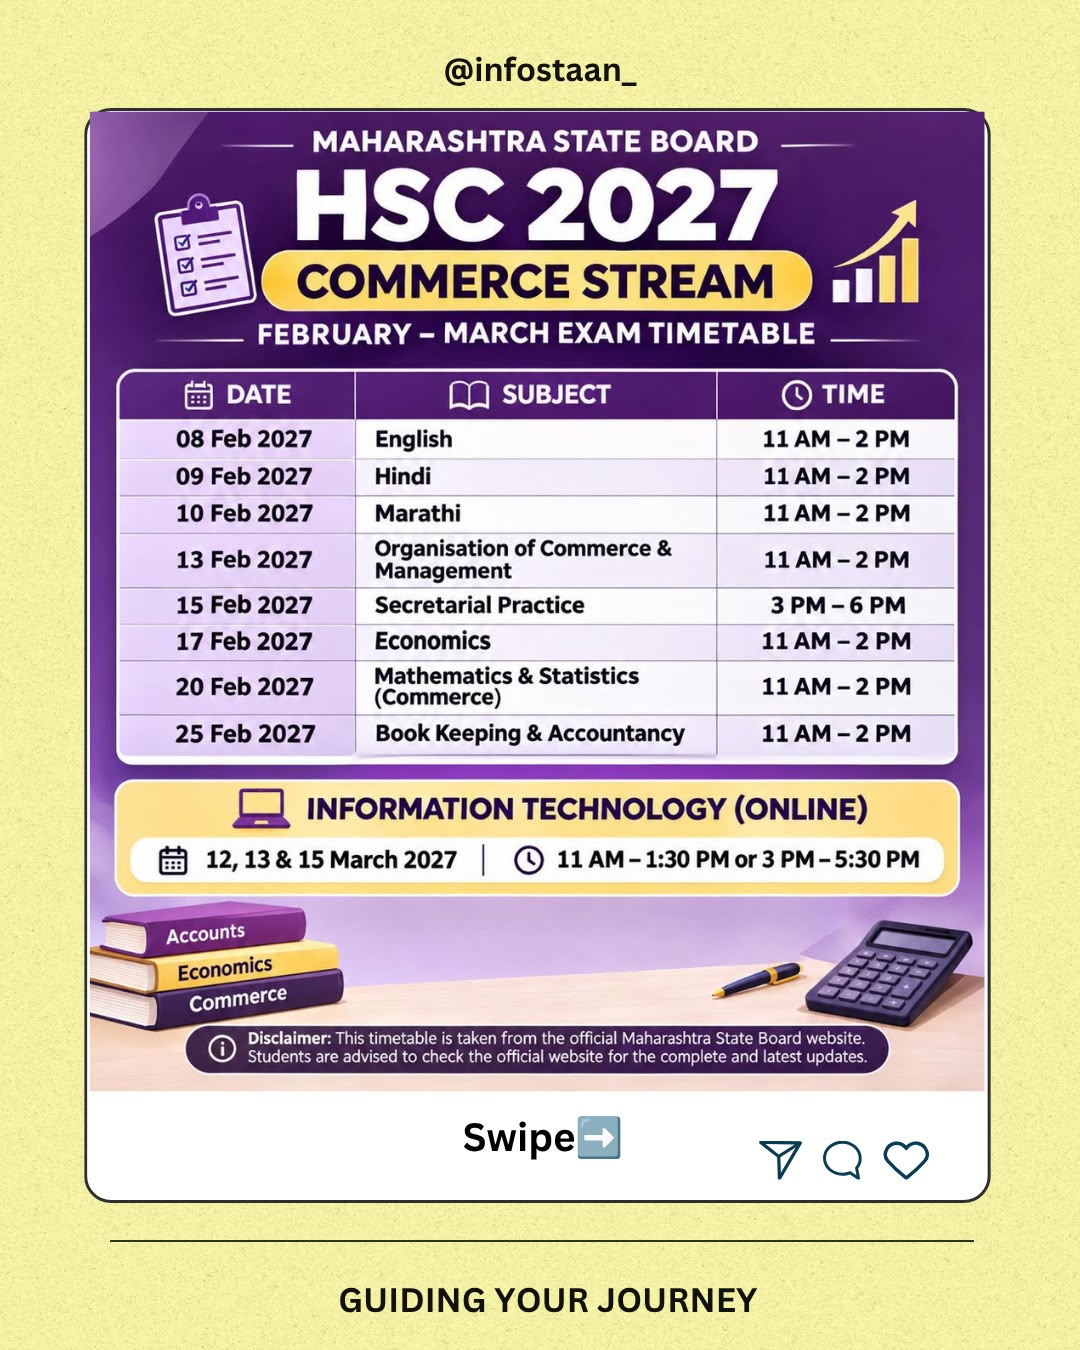 @infostaan_
MAHARASHTRA STATE BOARD
HSC 2027
COMMERCE STREAM
FEBRUARY – MARCH EXAM TIMETABLE
DATE SUBJECT TIME
08 Feb 2027 English 11 AM – 2 PM
09 Feb 2027 Hindi 11 AM – 2 PM
10 Feb 2027 Marathi 11 AM – 2 PM
13 Feb 2027 Organisation of Commerce & 11 AM – 2 PM
Management
15 Feb 2027 Secretarial Practice 3 PM – 6 PM
17 Feb 2027 Economics 11 AM – 2 PM
20 Feb 2027 Mathematics & Statistics 11 AM – 2 PM
(Commerce)
25 Feb 2027 Book Keeping & Accountancy 11 AM – 2 PM
INFORMATION TECHNOLOGY (ONLINE)
12, 13 & 15 March 2027 11 AM – 1:30 PM or 3 PM – 5:30 PM
Accounts
Economics
Commerce
Disclaimer: This timetable is taken from the official Maharashtra State Board website.
Students are advised to check the official website for the complete and latest updates.
Swipe➡️
GUIDING YOUR JOURNEY